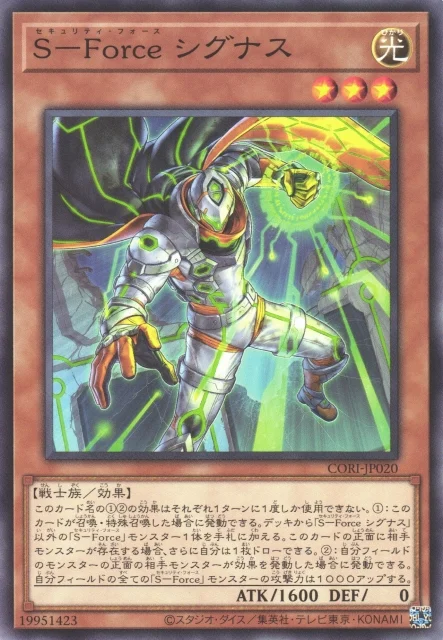 セキュリティ・フォース
S－Force シグナス
ひかり
光
CORI-JP020
【戦士族／効果】
このカード名の①②の効果はそれぞれ１ターンに１度しか使用できない。①：この
カードが召喚・特殊召喚した場合に発動できる。デッキから「S－Force シグナス」
以外の「S－Force」モンスター１体を手札に加える。このカードの正面に相手
モンスターが存在する場合、さらに自分は１枚ドローできる。②：自分フィールド
のモンスターの正面の相手モンスターが効果を発動した場合に発動できる。
自分フィールドの全ての「S－Force」モンスターの攻撃力は１０００アップする。
ATK/1600 DEF/ 0
19951423 ©スタジオ・ダイス/集英社・テレビ東京・KONAMI